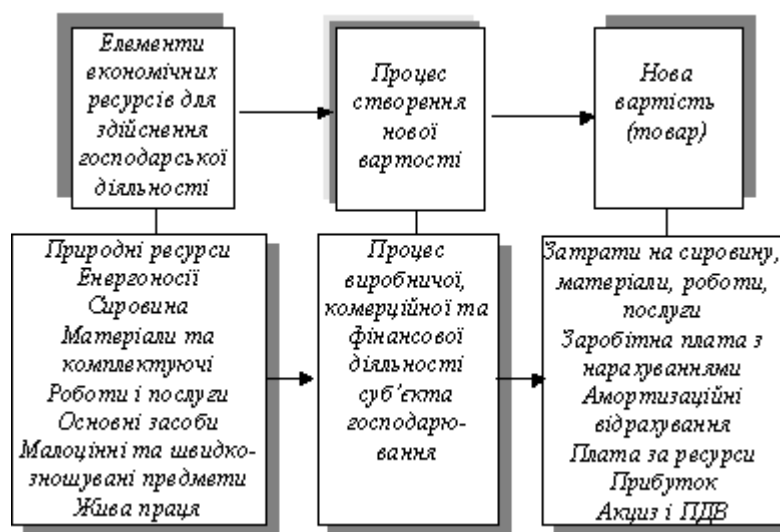 Елементи
економічних
ресурсів для
здійснення
господарської
діяльності
Процес
створення
нової
вартості
Нова
вартість
(товар)
Природні ресурси
Енергоносії
Сировина
Матеріали та
комплектуючі
Роботи і послуги
Основні засоби
Малоцінні та швидко-
зношувані предмети
Жива праця
Процес
виробничої,
комерційної та
фінансової
діяльності
суб’єкта
господарю-
вання
Затрати на сировину,
матеріали, роботи,
послуги
Заробітна плата з
нарахуваннями
Амортизаційні
відрахування
Плата за ресурси
Прибуток
Акциз і ПДВ